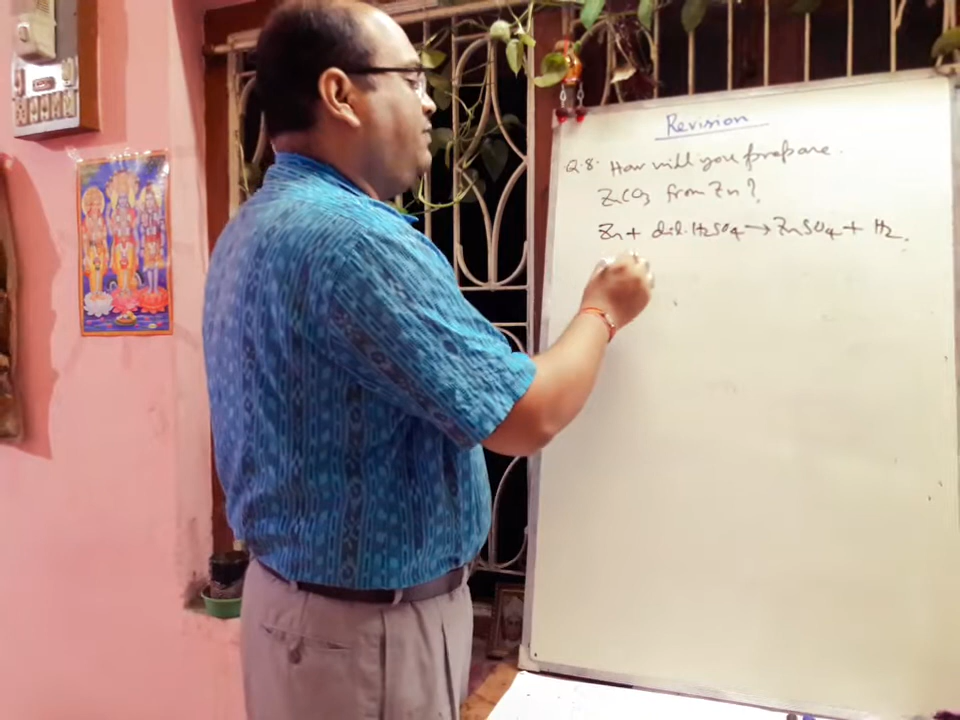 Revision
Q.8. How will you prepare
ZnCO3 from Zn?
Zn + dil. H2SO4 → ZnSO4 + H2.